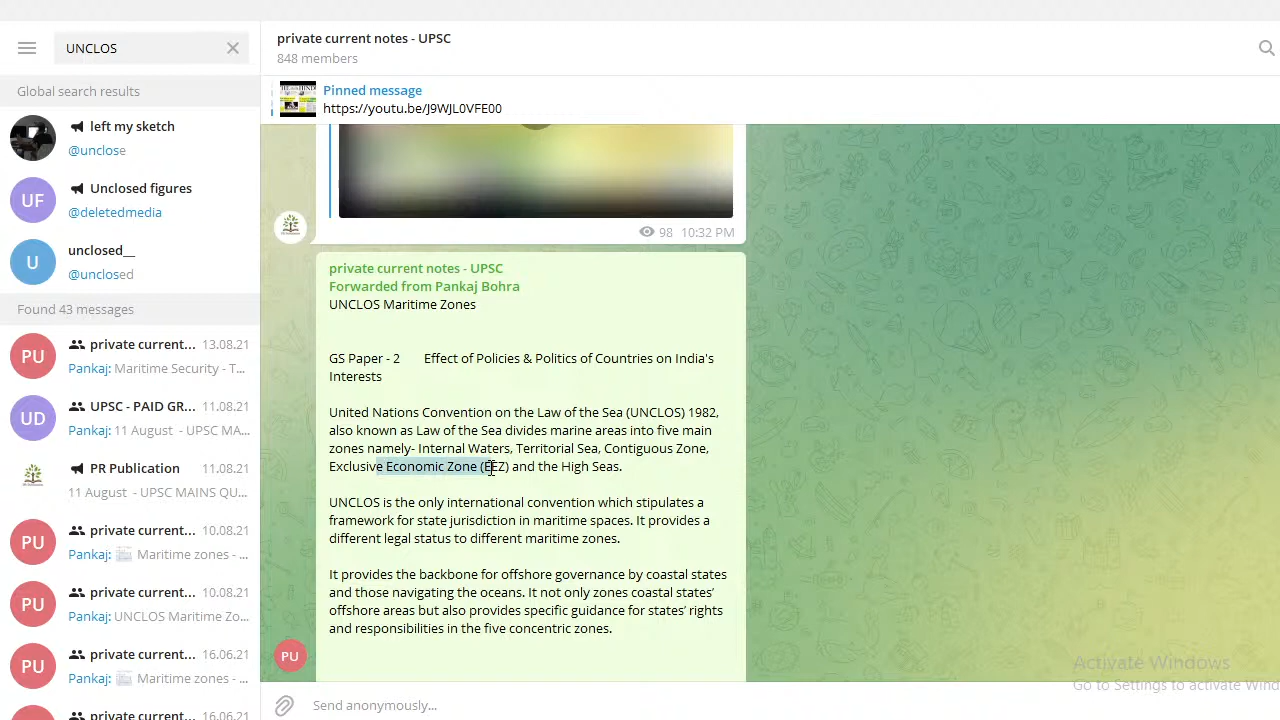 UNCLOS
Global search results
left my sketch
@unclose
UF
Unclosed figures
@deletedmedia
U
unclosed__
@unclosed
Found 43 messages
PU
private current...
13.08.21
Pankaj: Maritime Security - T...
UD
UPSC - PAID GR...
11.08.21
Pankaj: 11 August - UPSC MA...
PR Publication
11.08.21
11 August - UPSC MAINS QU...
PU
private current...
10.08.21
Pankaj: Maritime zones - ...
PU
private current...
10.08.21
Pankaj: UNCLOS Maritime Zo...
PU
private current...
16.06.21
Pankaj: Maritime zones - ...
private current...
16.06.21
private current notes - UPSC
848 members
Pinned message
https://youtu.be/J9WJL0VFE00
98 10:32 PM
private current notes - UPSC
Forwarded from Pankaj Bohra
UNCLOS Maritime Zones
GS Paper - 2 Effect of Policies & Politics of Countries on India's
Interests
United Nations Convention on the Law of the Sea (UNCLOS) 1982,
also known as Law of the Sea divides marine areas into five main
zones namely- Internal Waters, Territorial Sea, Contiguous Zone,
Exclusive Economic Zone (EEZ) and the High Seas.
UNCLOS is the only international convention which stipulates a
framework for state jurisdiction in maritime spaces. It provides a
different legal status to different maritime zones.
It provides the backbone for offshore governance by coastal states
and those navigating the oceans. It not only zones coastal states’
offshore areas but also provides specific guidance for states’ rights
and responsibilities in the five concentric zones.
PU
Send anonymously...
Activate Windows
Go to Settings to activate Wind